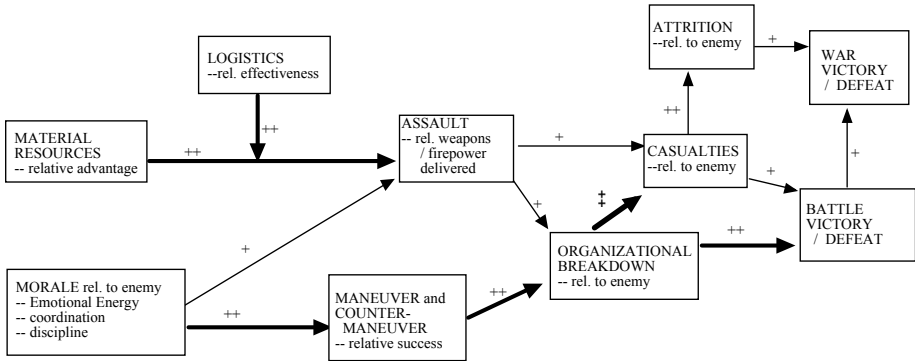 LOGISTICS
--rel. effectiveness
++
MATERIAL
RESOURCES
-- relative advantage
++
ASSAULT
-- rel. weapons
/ firepower
delivered
+
+
+
ATTRITION
--rel. to enemy
+
++
WAR
VICTORY
/ DEFEAT
+
CASUALTIES
--rel. to enemy
+
‡
BATTLE
VICTORY
/ DEFEAT
ORGANIZATIONAL
BREAKDOWN
-- rel. to enemy
++
MORALE rel. to enemy
-- Emotional Energy
-- coordination
-- discipline
++
MANEUVER and
COUNTER-
MANEUVER
-- relative success
++